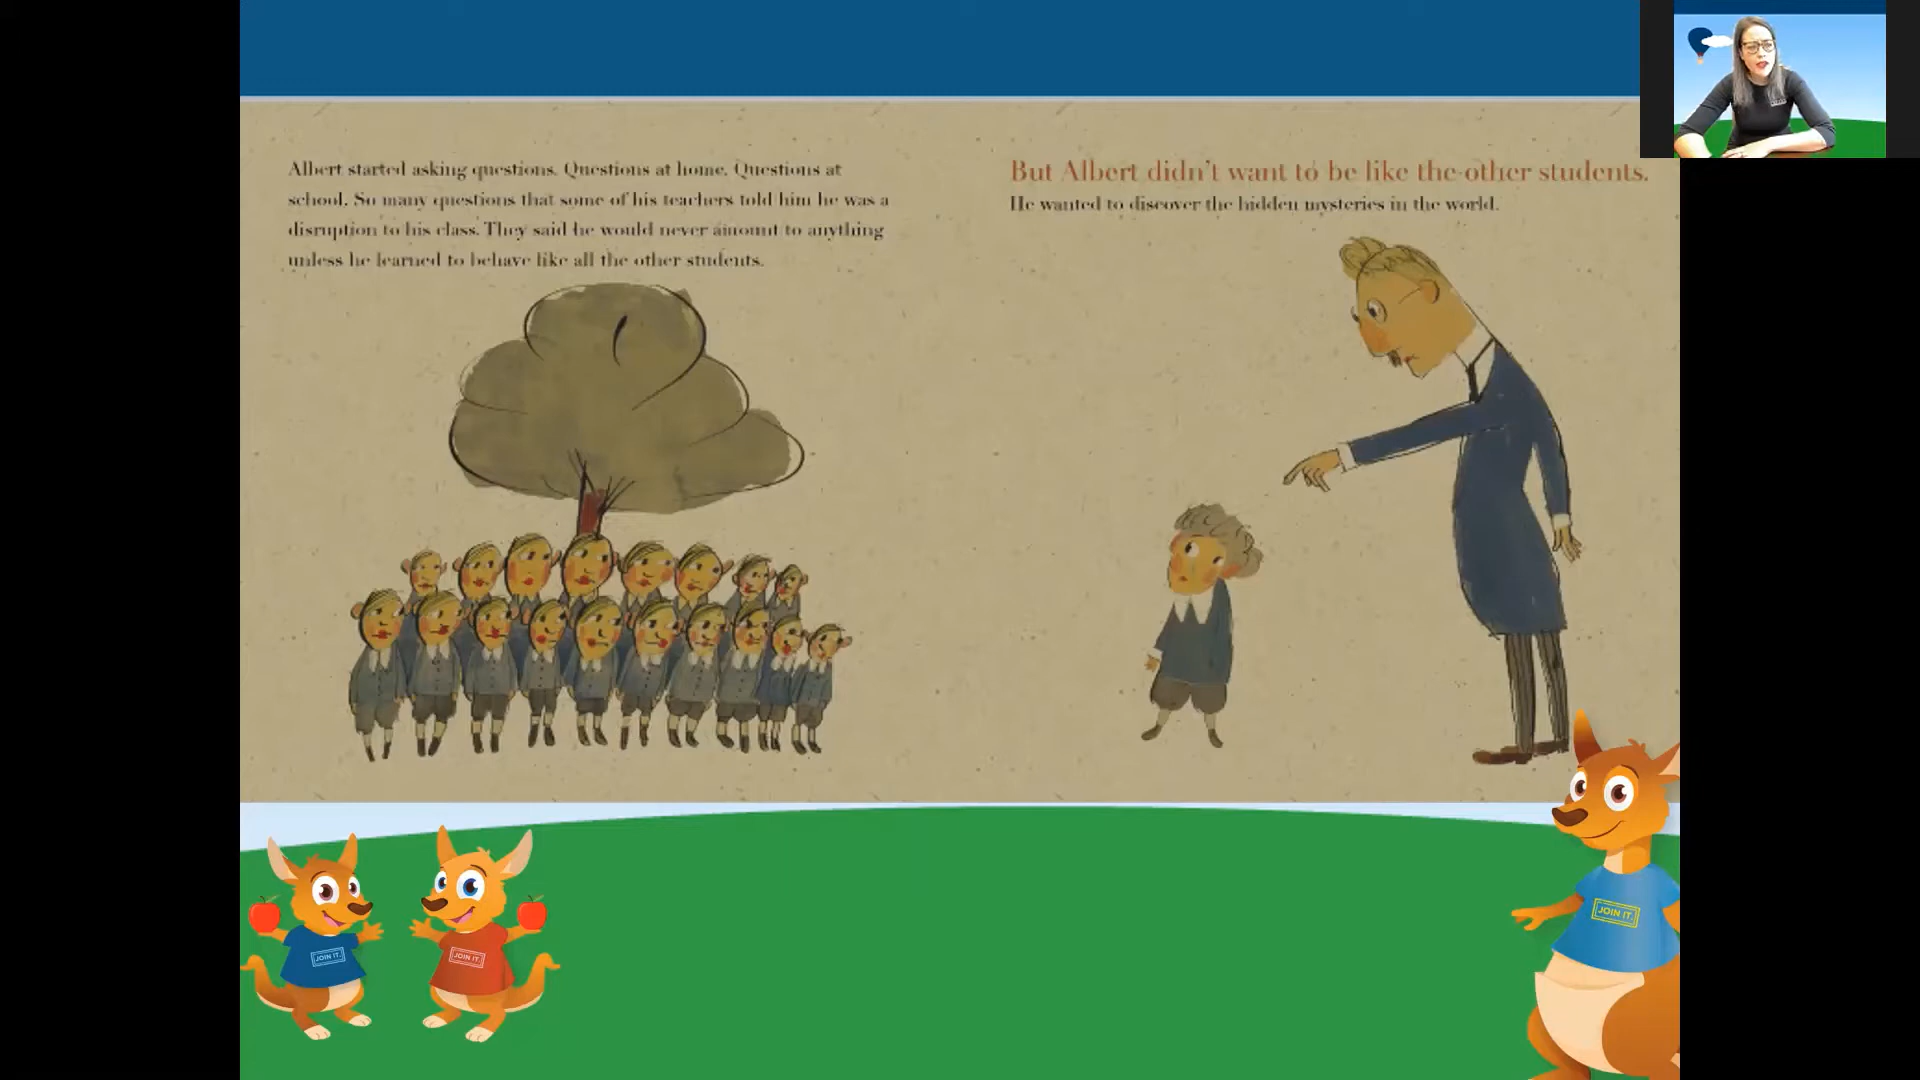 Albert started asking questions. Questions at home. Questions at
school. So many questions that some of his teachers told him he was a
disruption to his class. They said he would never amount to anything
unless he learned to behave like all the other students.
But Albert didn't want to be like the other students.
He wanted to discover the hidden mysteries in the world.
JOIN IT.
JOIN IT.
JOIN IT.